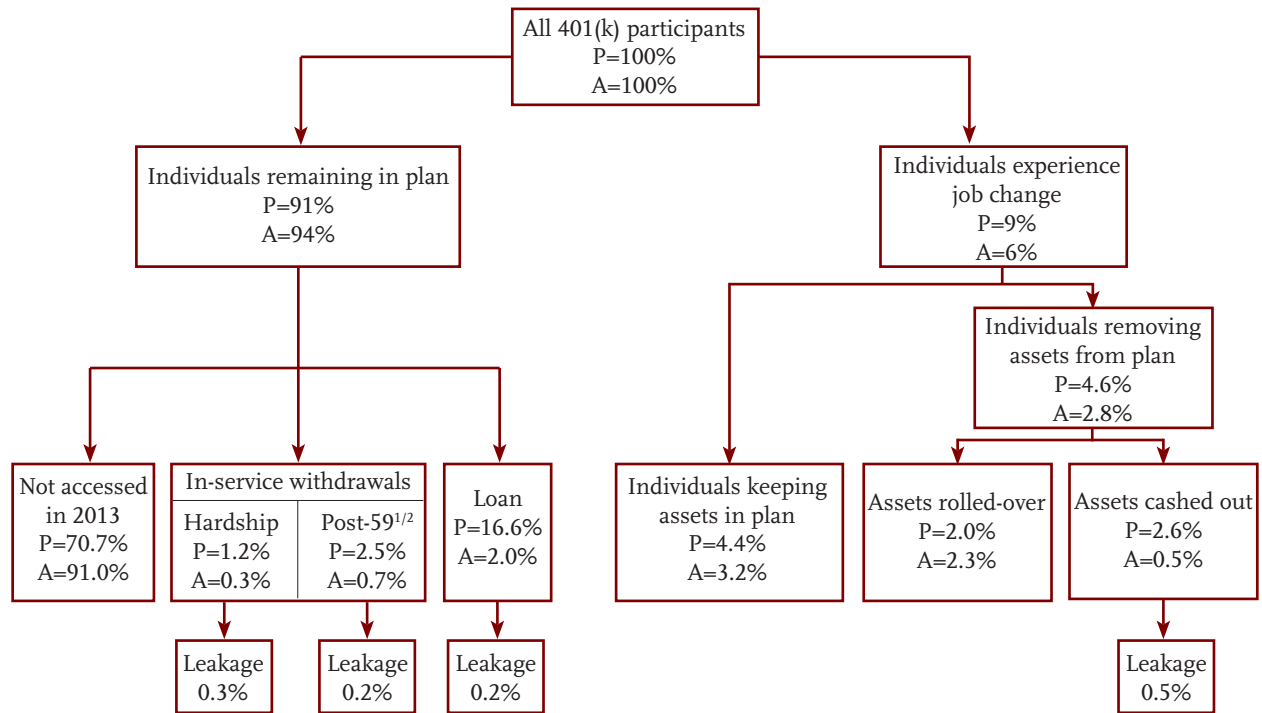 All 401(k) participants
P=100%
A=100%
Individuals remaining in plan
P=91%
A=94%
Individuals experience
job change
P=9%
A=6%
Individuals removing
assets from plan
P=4.6%
A=2.8%
Not accessed
in 2013
P=70.7%
A=91.0%
In-service withdrawals
Hardship
P=1.2%
A=0.3%
Post-59^1/2
P=2.5%
A=0.7%
Loan
P=16.6%
A=2.0%
Individuals keeping
assets in plan
P=4.4%
A=3.2%
Assets rolled-over
P=2.0%
A=2.3%
Assets cashed out
P=2.6%
A=0.5%
Leakage
0.3%
Leakage
0.2%
Leakage
0.2%
Leakage
0.5%